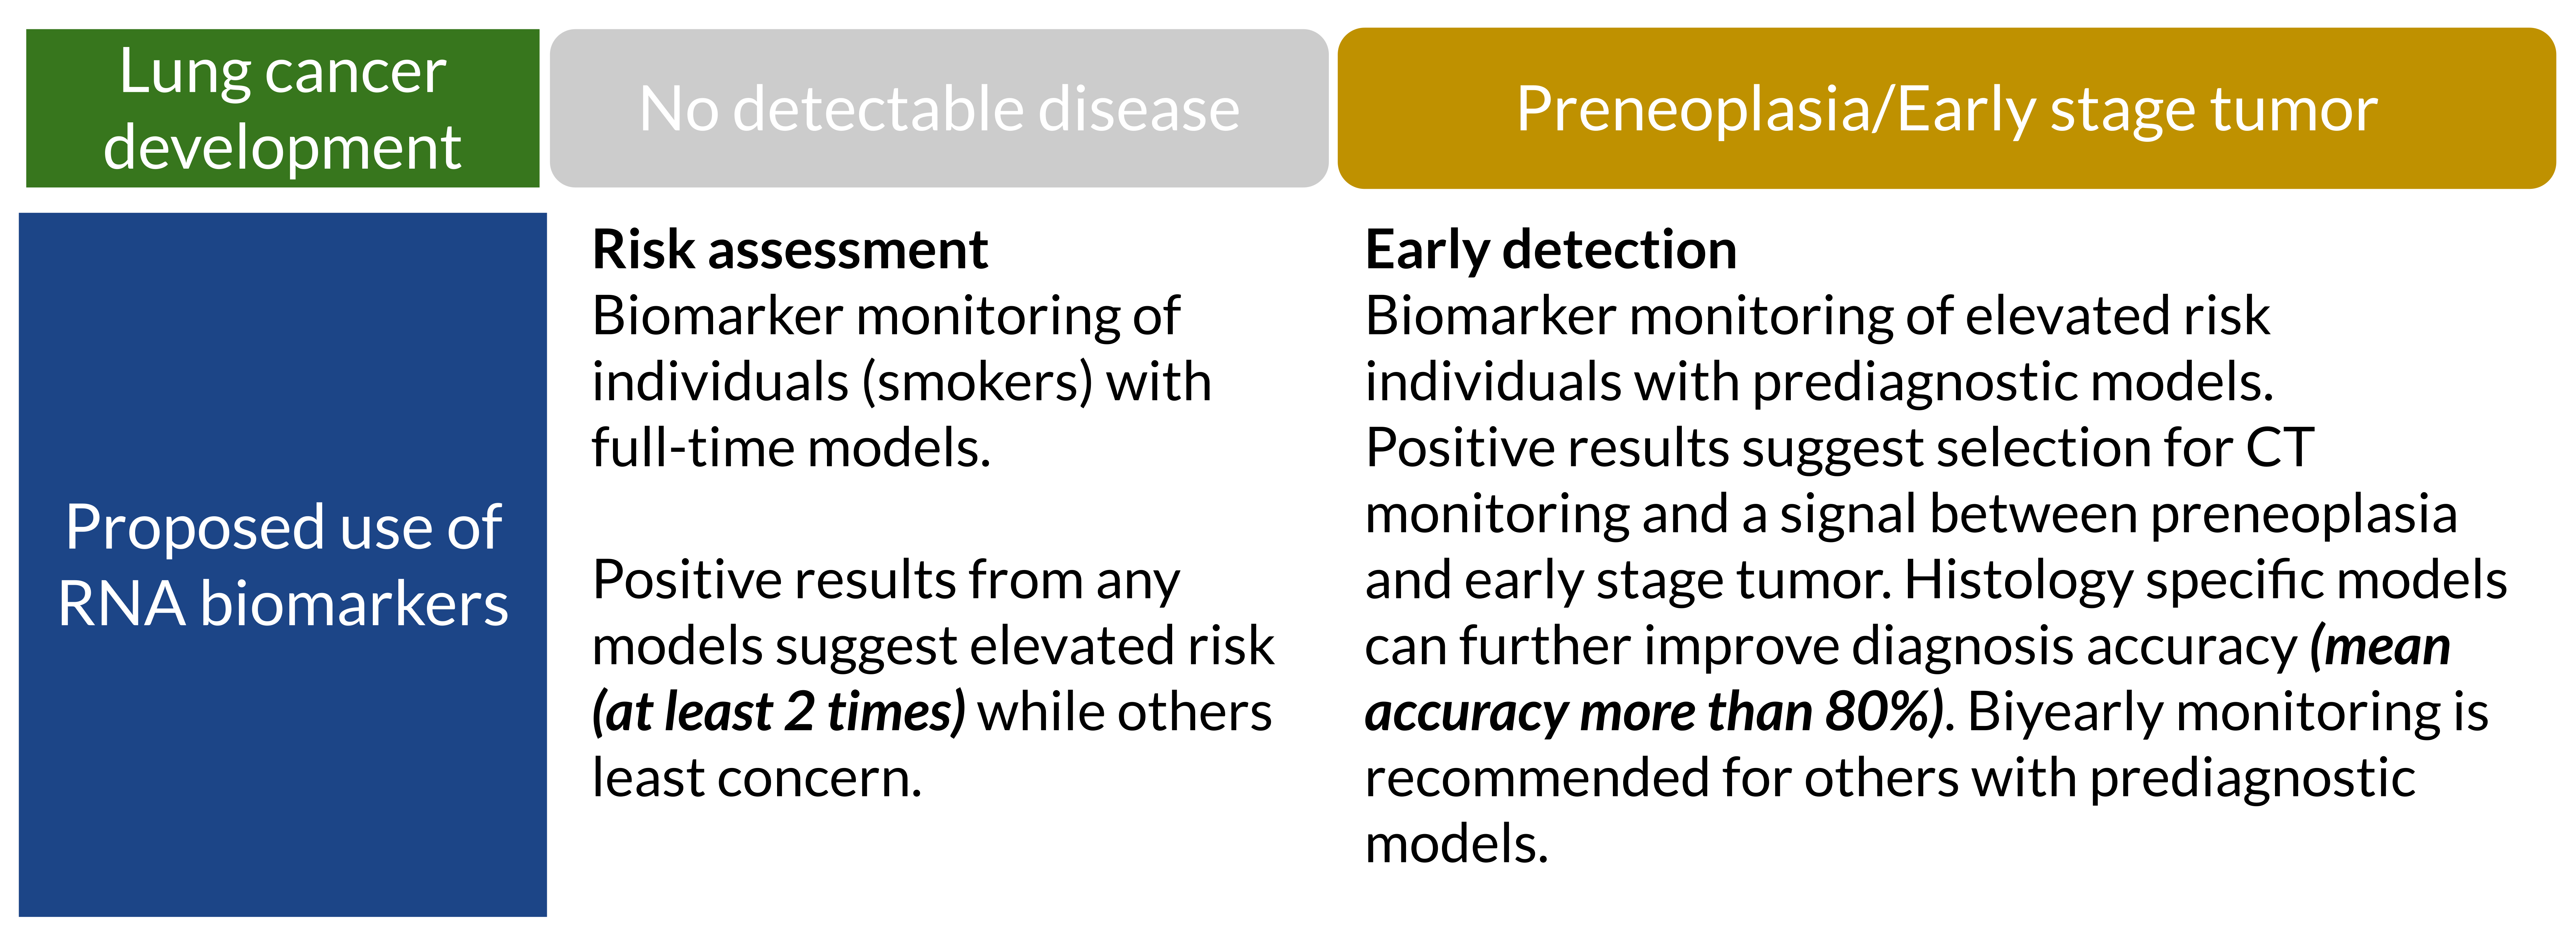 Lung cancer
development
No detectable disease
Preneoplasia/Early stage tumor
Proposed use of
RNA biomarkers
Risk assessment
Biomarker monitoring of
individuals (smokers) with
full-time models.
Positive results from any
models suggest elevated risk
(at least 2 times) while others
least concern.
Early detection
Biomarker monitoring of elevated risk
individuals with prediagnostic models.
Positive results suggest selection for CT
monitoring and a signal between preneoplasia
and early stage tumor. Histology specific models
can further improve diagnosis accuracy (mean
accuracy more than 80%). Biyearly monitoring is
recommended for others with prediagnostic
models.